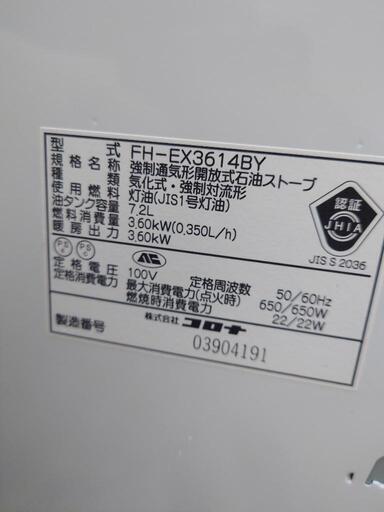 型式 FH-EX3614BY
規格名称 強制通気形開放式石油ストーブ
種類 気化式・強制対流形
使用燃料 灯油(JIS1号灯油)
油タンク容量 7.2L
燃料消費量 3.60kW(0.350L/h)
暖房出力 3.60kW
認証
JHIA
JIS S 2036
PSC PSE
定格電圧 100V 定格周波数 50/60Hz
定格消費電力 最大消費電力(点火時) 650/650W
燃焼時消費電力 22/22W
株式会社 コロナ
製造番号 03904191